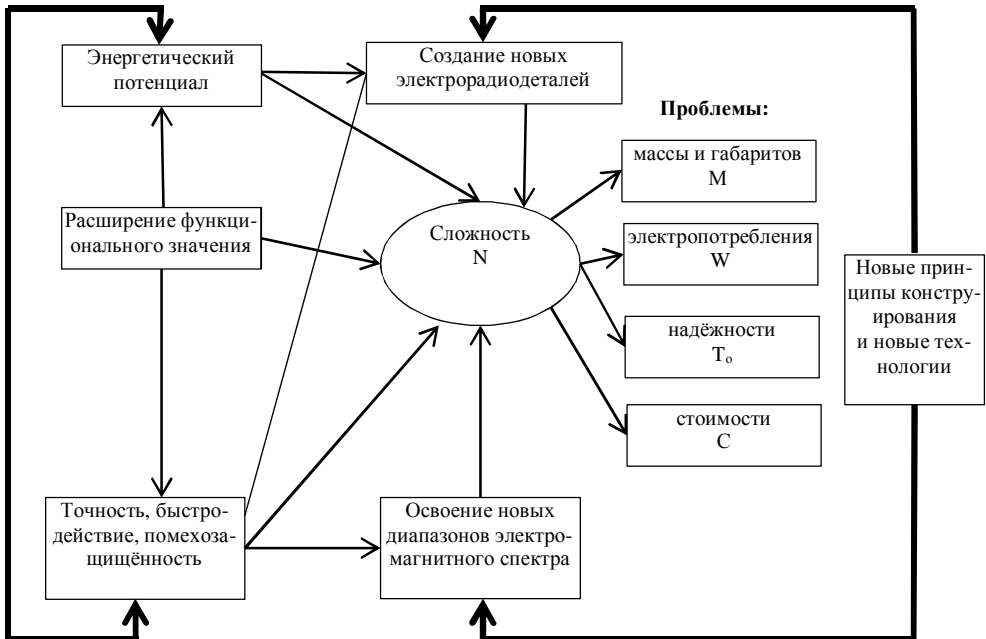 Энергетический
потенциал
Создание новых
электрорадиодеталей
Проблемы:
массы и габаритов
М
Расширение функци-
онального значения
Сложность
N
электропотребления
W
Новые прин-
ципы констру-
ирования
и новые тех-
нологии
надёжности
Tₒ
стоимости
С
Точность, быстро-
действие, помехоза-
щищённость
Освоение новых
диапазонов электро-
магнитного спектра